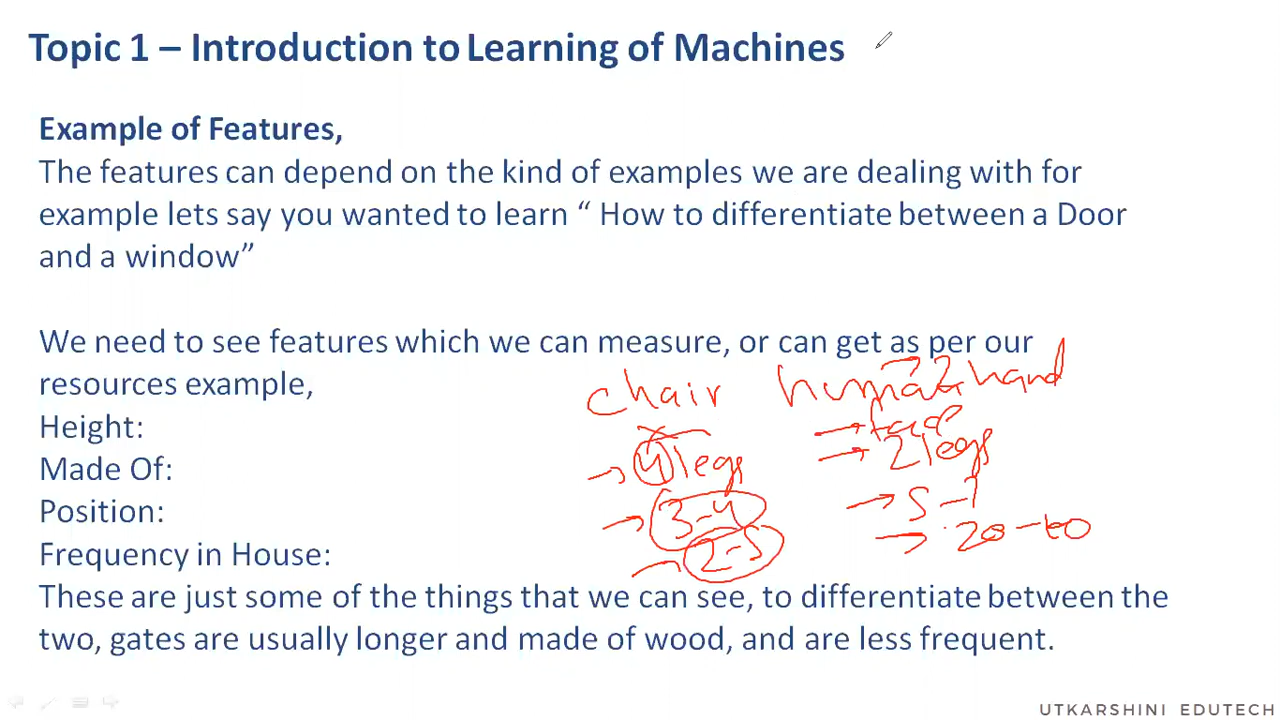 Topic 1 – Introduction to Learning of Machines
Example of Features,
The features can depend on the kind of examples we are dealing with for
example lets say you wanted to learn “ How to differentiate between a Door
and a window”
We need to see features which we can measure, or can get as per our
resources example,
Height:
Made Of:
Position:
Frequency in House:
These are just some of the things that we can see, to differentiate between the
two, gates are usually longer and made of wood, and are less frequent.
chair
4 legs
3-4
2-5
human
2 hand
2 legs
UTKARSHINI EDUTECH